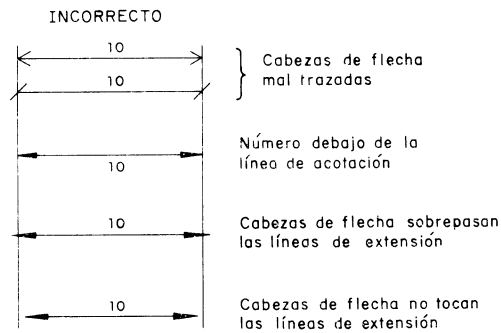 INCORRECTO
10
10
Cabezas de flecha
mal trazadas
10
Número debajo de la
línea de acotación
10
Cabezas de flecha sobrepasan
las líneas de extensión
10
Cabezas de flecha no tocan
las líneas de extensión